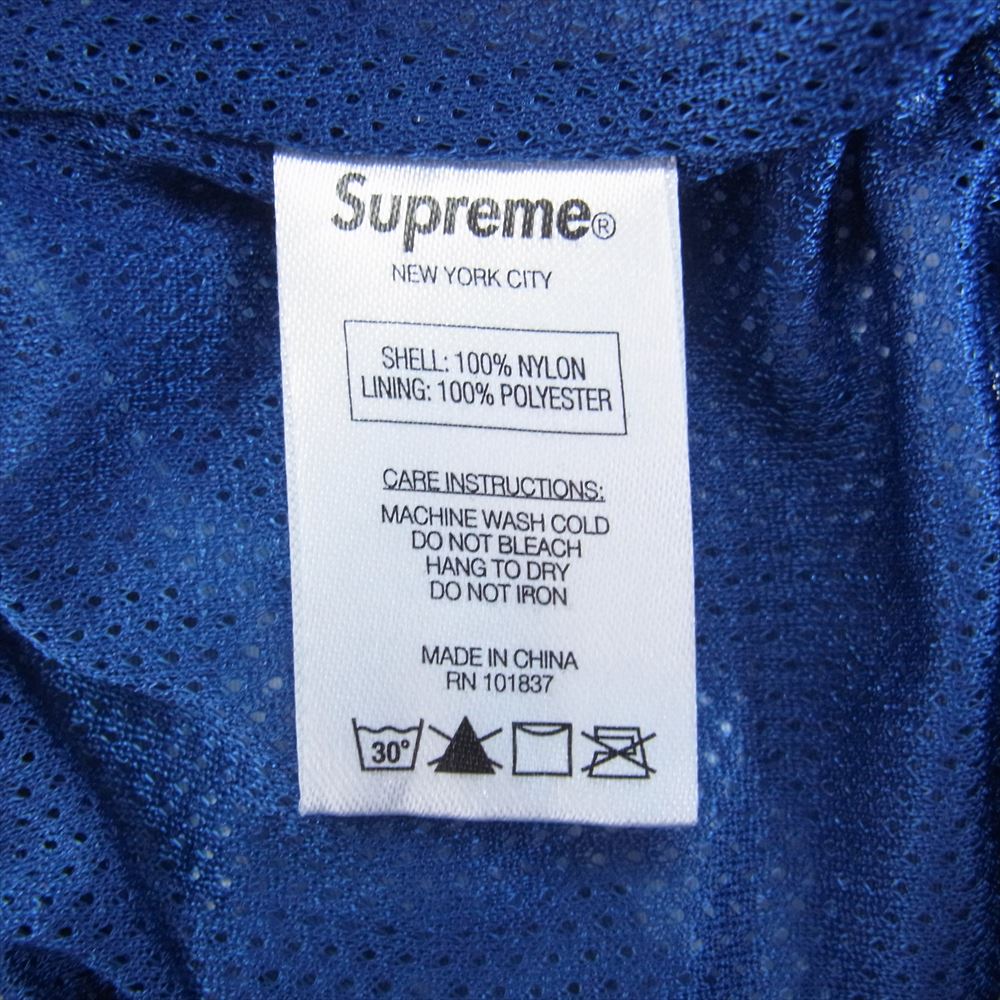 Supreme®
NEW YORK CITY
SHELL: 100% NYLON
LINING: 100% POLYESTER
CARE INSTRUCTIONS:
MACHINE WASH COLD
DO NOT BLEACH
HANG TO DRY
DO NOT IRON
MADE IN CHINA
RN 101837
30°